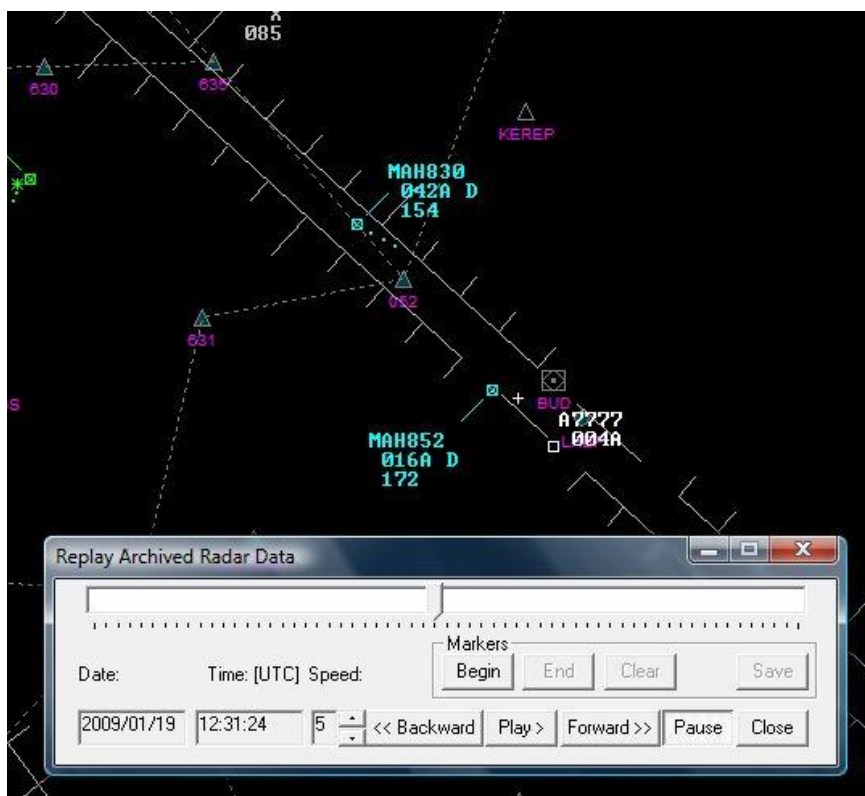 085
630
635
KEREP
MAH830
042A D
154
052
631
S
BUD
A7777
004A
MAH852
016A D
172
Replay Archived Radar Data
Markers
Begin
End
Clear
Save
Date:
Time: [UTC]
Speed:
2009/01/19
12:31:24
5
<< Backward
Play >
Forward >>
Pause
Close